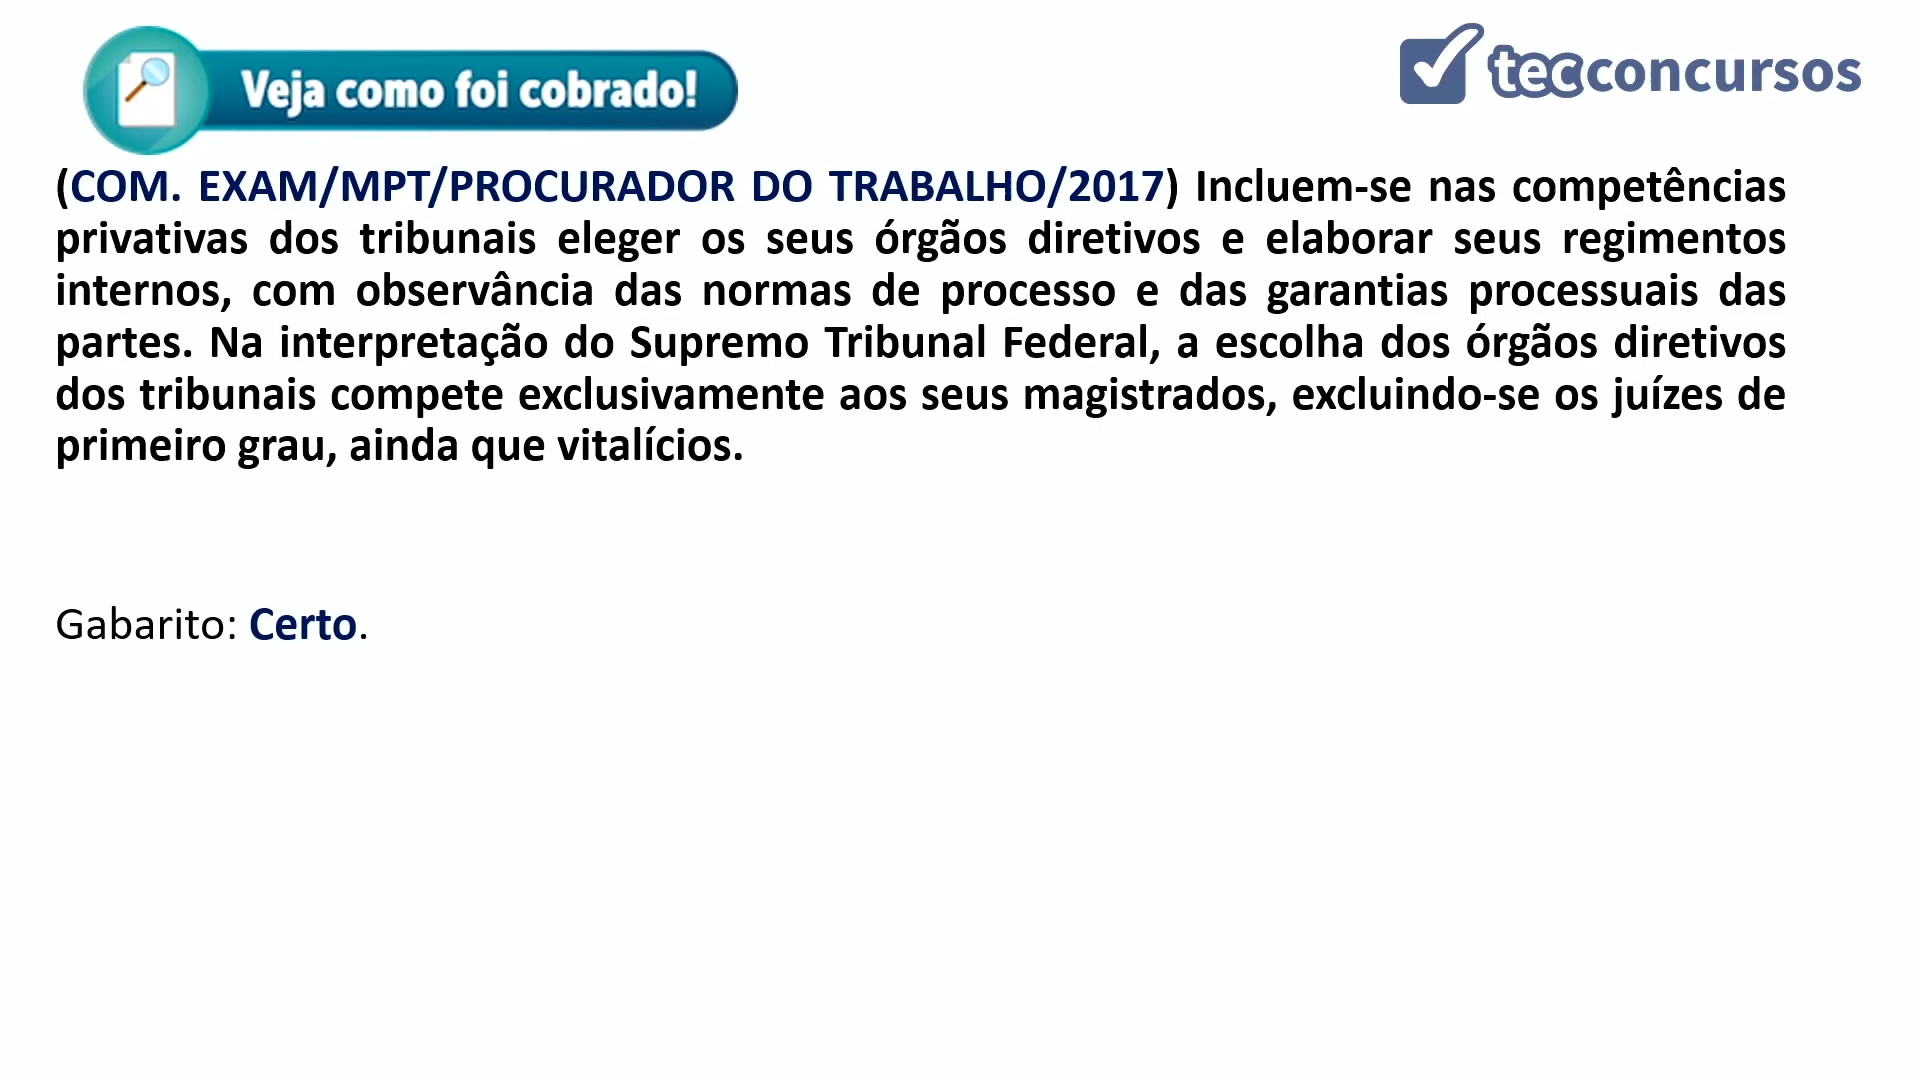 Veja como foi cobrado!
tecconcursos
(COM. EXAM/MPT/PROCURADOR DO TRABALHO/2017) Incluem-se nas competências
privativas dos tribunais eleger os seus órgãos diretivos e elaborar seus regimentos
internos, com observância das normas de processo e das garantias processuais das
partes. Na interpretação do Supremo Tribunal Federal, a escolha dos órgãos diretivos
dos tribunais compete exclusivamente aos seus magistrados, excluindo-se os juízes de
primeiro grau, ainda que vitalícios.
Gabarito: Certo.